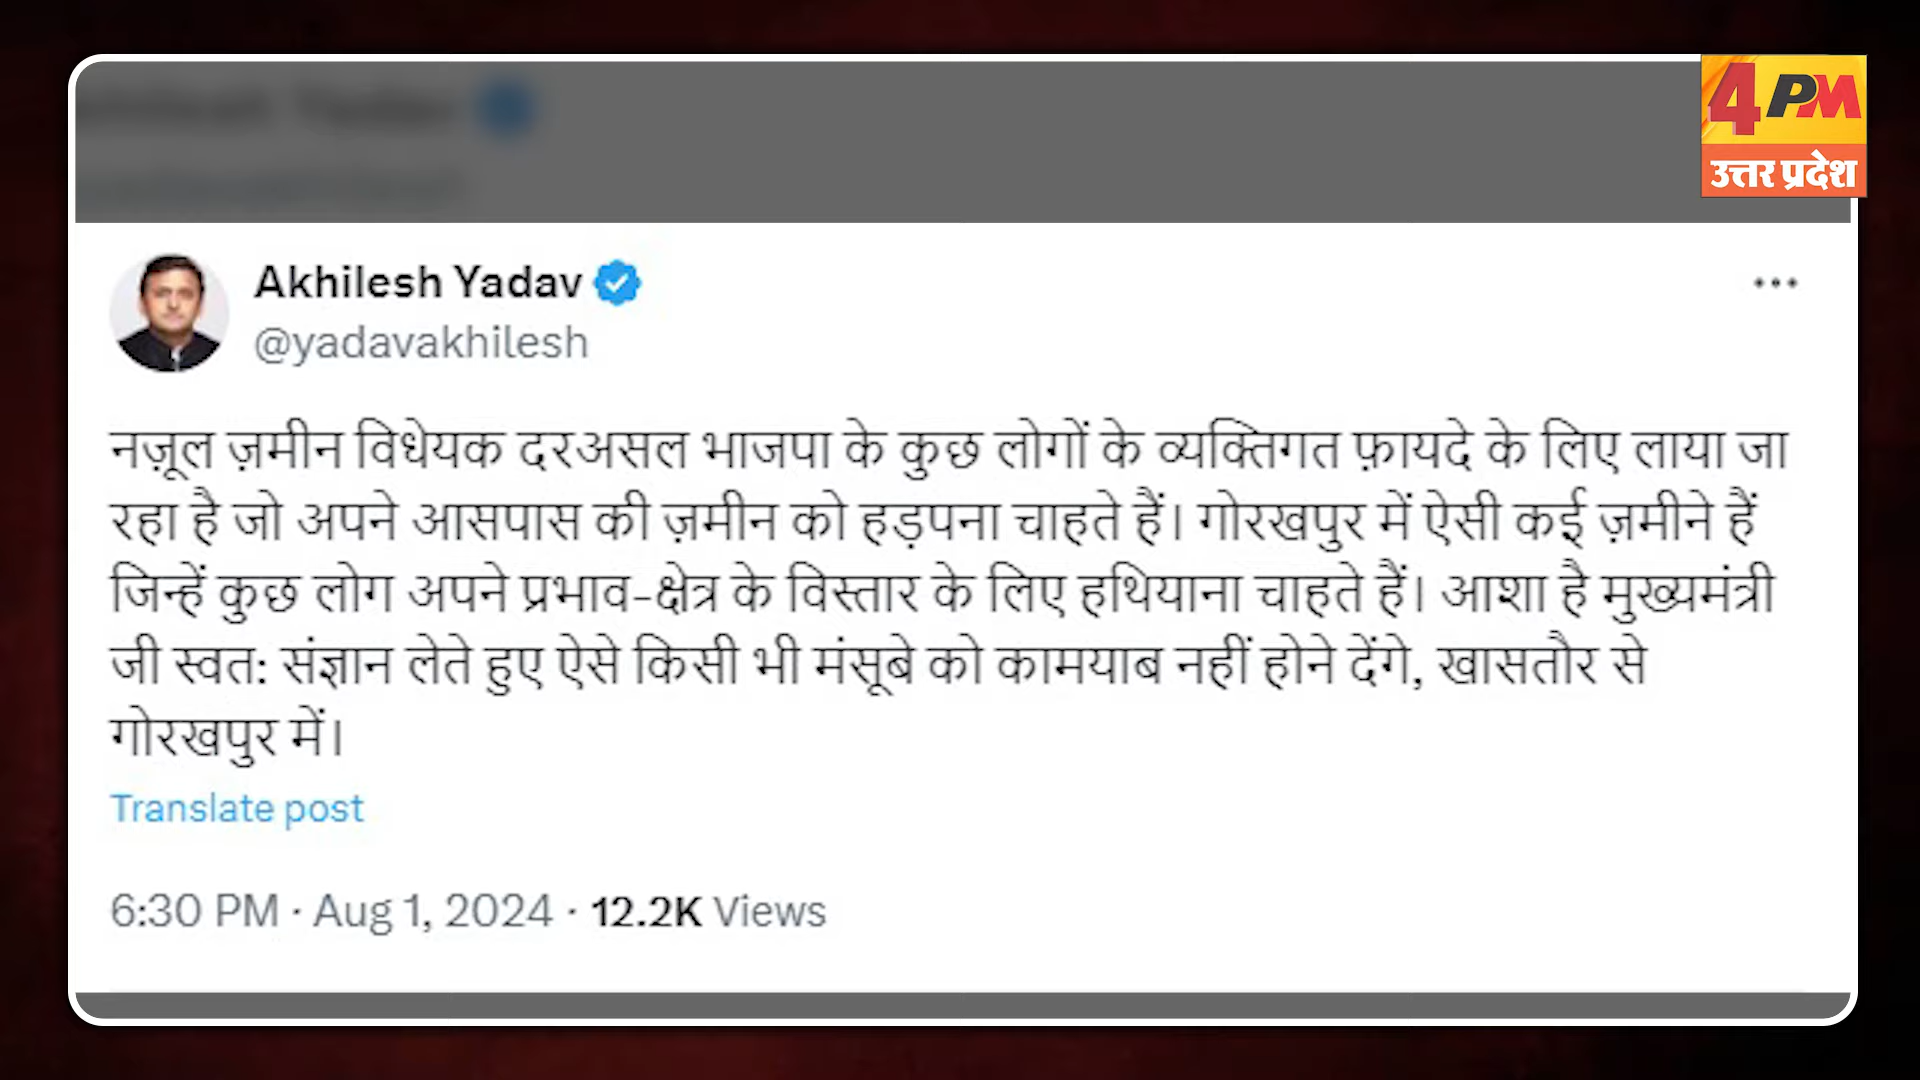 4PM
उत्तर प्रदेश
Akhilesh Yadav
@yadavakhilesh
नज़ूल ज़मीन विधेयक दरअसल भाजपा के कुछ लोगों के व्यक्तिगत फ़ायदे के लिए लाया जा
रहा है जो अपने आसपास की ज़मीन को हड़पना चाहते हैं। गोरखपुर में ऐसी कई ज़मीने हैं
जिन्हें कुछ लोग अपने प्रभाव-क्षेत्र के विस्तार के लिए हथियाना चाहते हैं। आशा है मुख्यमंत्री
जी स्वत: संज्ञान लेते हुए ऐसे किसी भी मंसूबे को कामयाब नहीं होने देंगे, खासतौर से
गोरखपुर में।
Translate post
6:30 PM · Aug 1, 2024 · 12.2K Views